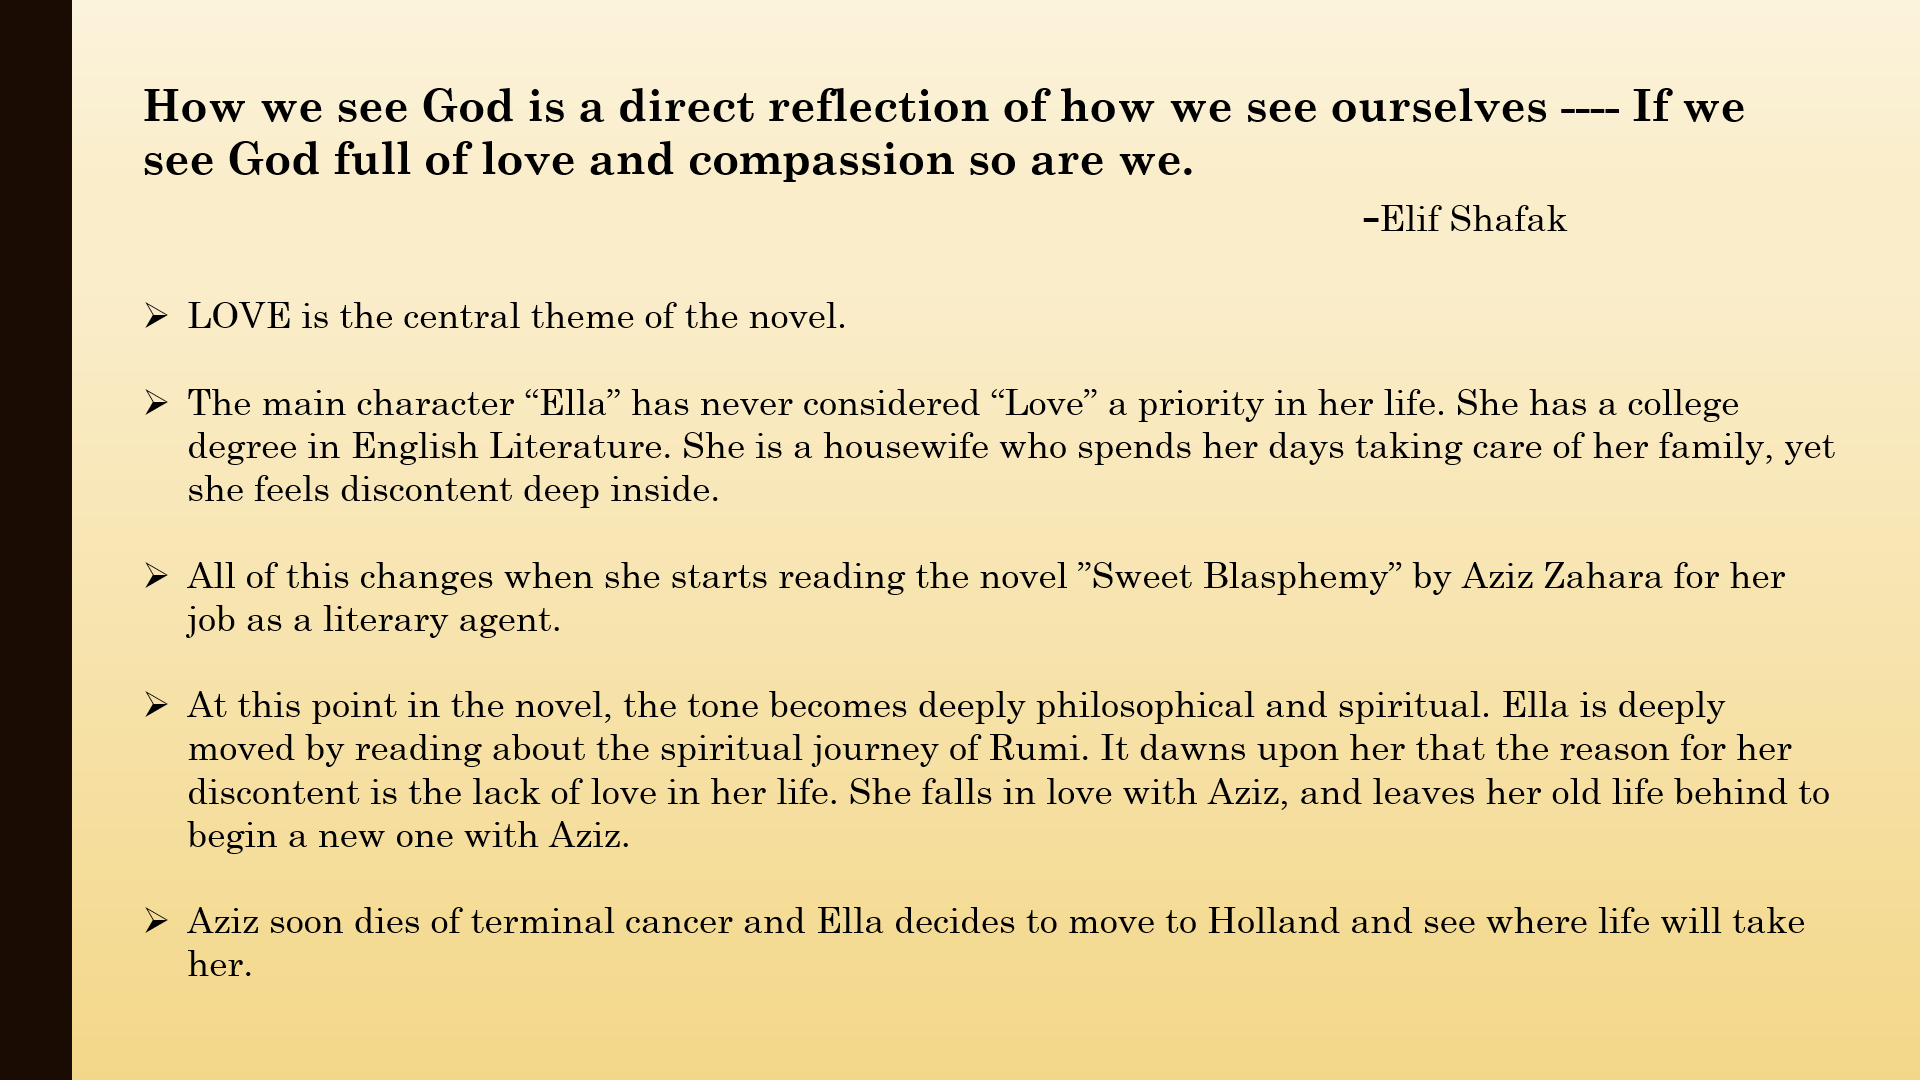 How we see God is a direct reflection of how we see ourselves ---- If we
see God full of love and compassion so are we.
-Elif Shafak
➢ LOVE is the central theme of the novel.
➢ The main character “Ella” has never considered “Love” a priority in her life. She has a college
degree in English Literature. She is a housewife who spends her days taking care of her family, yet
she feels discontent deep inside.
➢ All of this changes when she starts reading the novel ”Sweet Blasphemy” by Aziz Zahara for her
job as a literary agent.
➢ At this point in the novel, the tone becomes deeply philosophical and spiritual. Ella is deeply
moved by reading about the spiritual journey of Rumi. It dawns upon her that the reason for her
discontent is the lack of love in her life. She falls in love with Aziz, and leaves her old life behind to
begin a new one with Aziz.
➢ Aziz soon dies of terminal cancer and Ella decides to move to Holland and see where life will take
her.